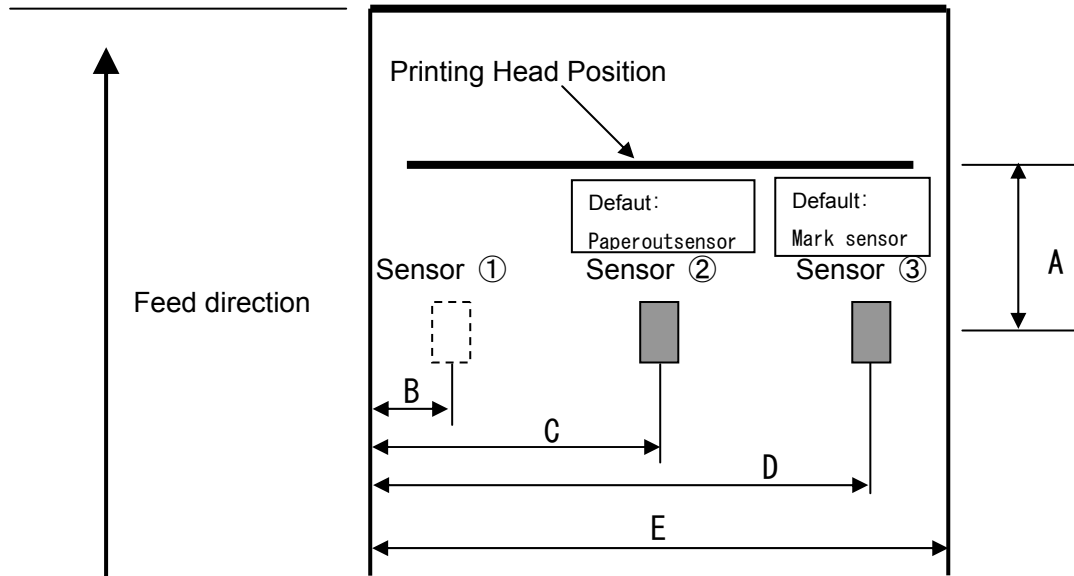 Printing Head Position
Defaut:
Paperoutsensor
Default:
Mark sensor
Sensor ①
Sensor ②
Sensor ③
A
Feed direction
B
C
D
E